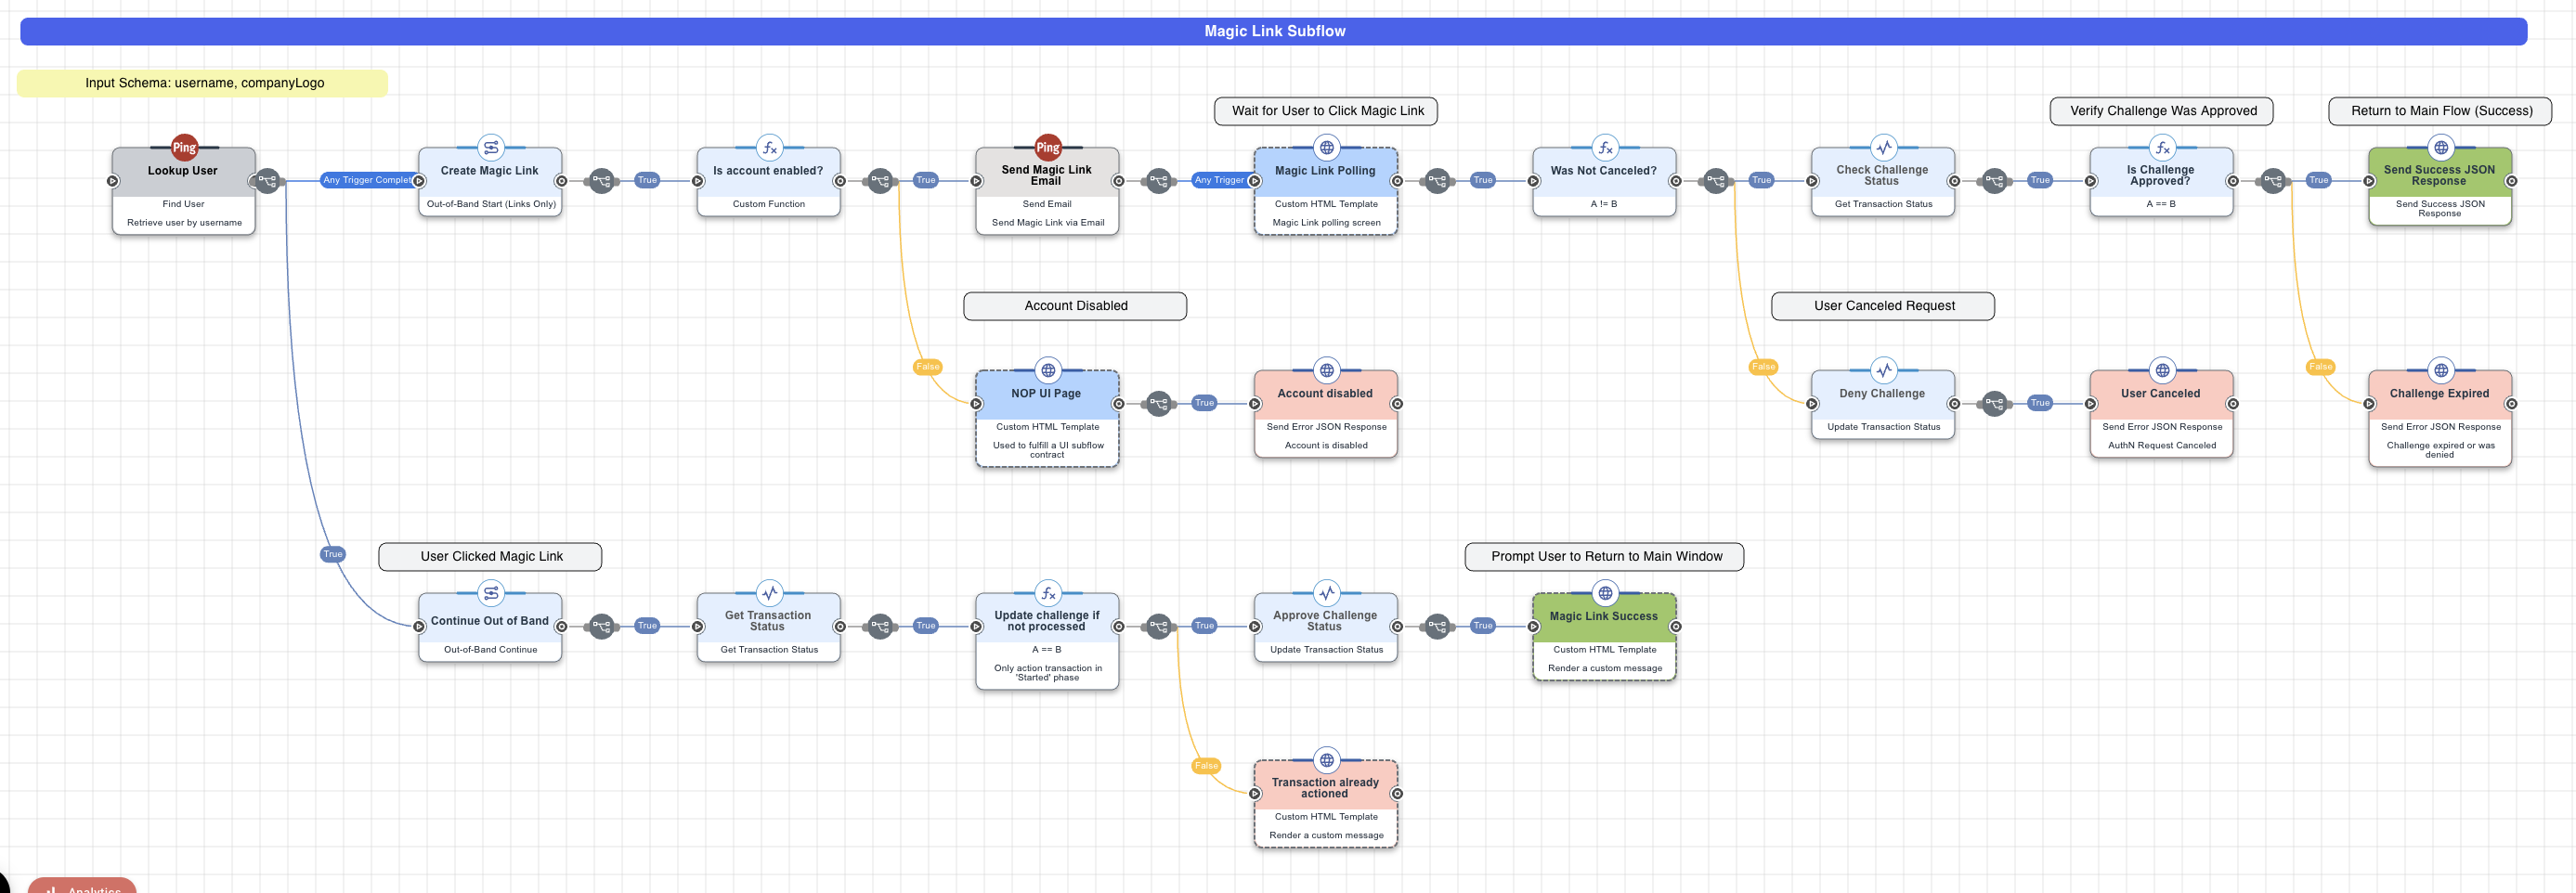 Magic Link Subflow
Input Schema: username, companyLogo
Wait for User to Click Magic Link
Verify Challenge Was Approved
Return to Main Flow (Success)
Ping
Lookup User
Find User
Retrieve user by username
Any Trigger Complet
Create Magic Link
Out-of-Band Start (Links Only)
True
Is account enabled?
Custom Function
True
Ping
Send Magic Link
Email
Send Email
Send Magic Link via Email
Any Trigger
Magic Link Polling
Custom HTML Template
Magic Link polling screen
True
Was Not Canceled?
A != B
True
Check Challenge
Status
Get Transaction Status
True
Is Challenge
Approved?
A == B
True
Send Success JSON
Response
Send Success JSON
Response
Account Disabled
User Canceled Request
False
NOP UI Page
Custom HTML Template
Used to fulfill a UI subflow
contract
True
Account disabled
Send Error JSON Response
Account is disabled
False
Deny Challenge
Update Transaction Status
True
User Canceled
Send Error JSON Response
AuthN Request Canceled
False
Challenge Expired
Send Error JSON Response
Challenge expired or was
denied
True
User Clicked Magic Link
Prompt User to Return to Main Window
Continue Out of Band
Out-of-Band Continue
True
Get Transaction
Status
Get Transaction Status
True
Update challenge if
not processed
A == B
Only action transaction in
'Started' phase
True
Approve Challenge
Status
Update Transaction Status
True
Magic Link Success
Custom HTML Template
Render a custom message
False
Transaction already
actioned
Custom HTML Template
Render a custom message
Analytics